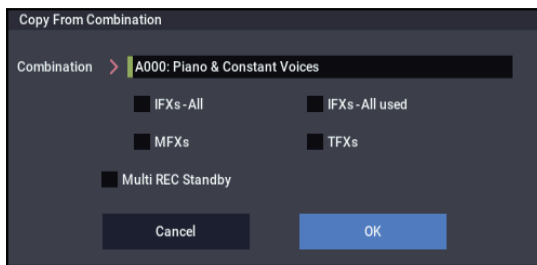 Copy From Combination
Combination A000: Piano & Constant Voices
IFXs-All IFXs-All used
MFXs TFXs
Multi REC Standby
Cancel OK